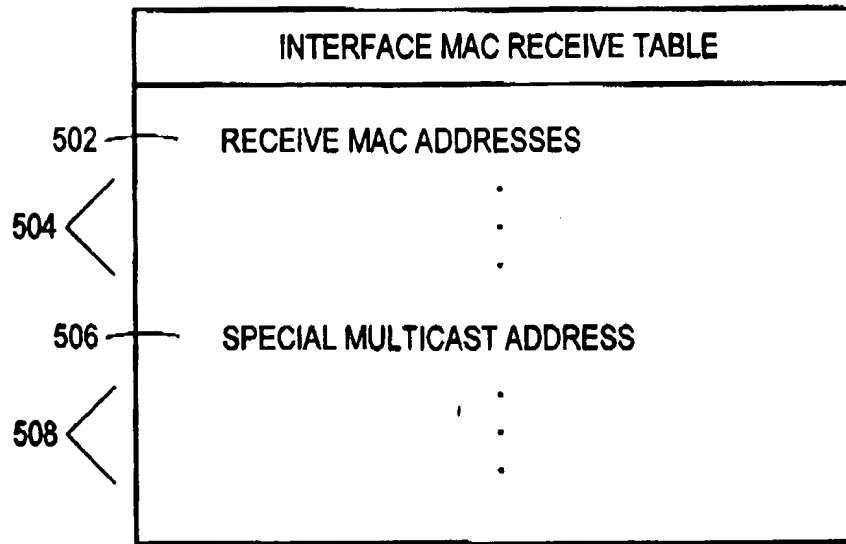 INTERFACE MAC RECEIVE TABLE
502 RECEIVE MAC ADDRESSES
504
506 SPECIAL MULTICAST ADDRESS
508